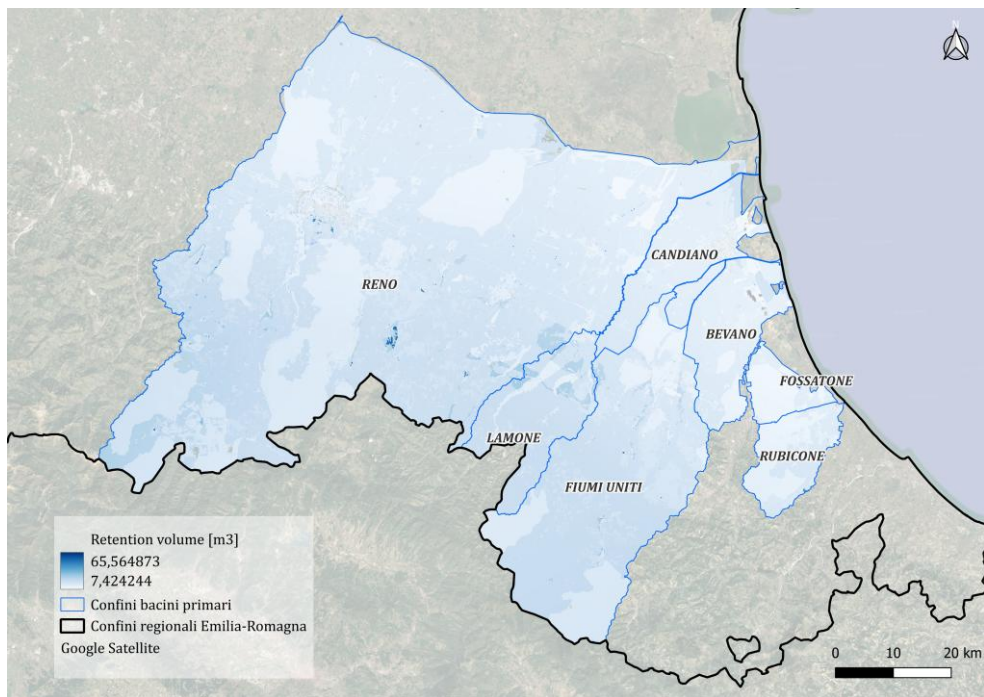 N
CANDIANO
RENO
BEVANO
FOSSATONE
LAMONE
RUBICONE
FIUMI UNITI
Retention volume [m3]
65,564873
7,424244
Confini bacini primari
Confini regionali Emilia-Romagna
Google Satellite
0 10 20 km